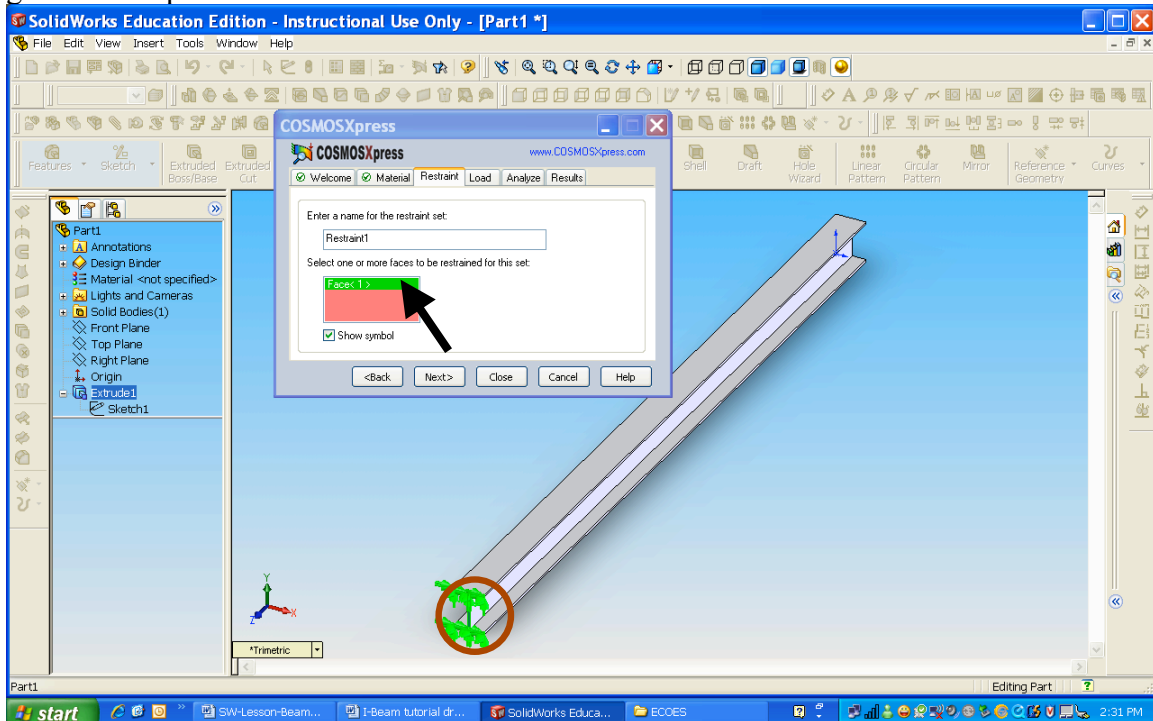 SolidWorks Education Edition - Instructional Use Only - [Part1 *]
File Edit View Insert Tools Window Help
Features Sketch Extruded Boss/Base Extruded Cut Shell Draft Hole Wizard Linear Pattern Circular Pattern Mirror Reference Geometry Curves
COSMOSXpress
COSMOSXpress www.COSMOSXpress.com
Welcome Material Restraint Load Analyze Results
Enter a name for the restraint set:
Restraint1
Select one or more faces to be restrained for this set:
Face< 1 >
Show symbol
<Back Next> Close Cancel Help
Part1
Annotations
Design Binder
Material <not specified>
Lights and Cameras
Solid Bodies(1)
Front Plane
Top Plane
Right Plane
Origin
Extrude1
Sketch1
Y
X
Z
*Trimetric
Part1 Editing Part
start SW-Lesson-Beam... I-Beam tutorial dr... SolidWorks Educa... ECOES 2:31 PM